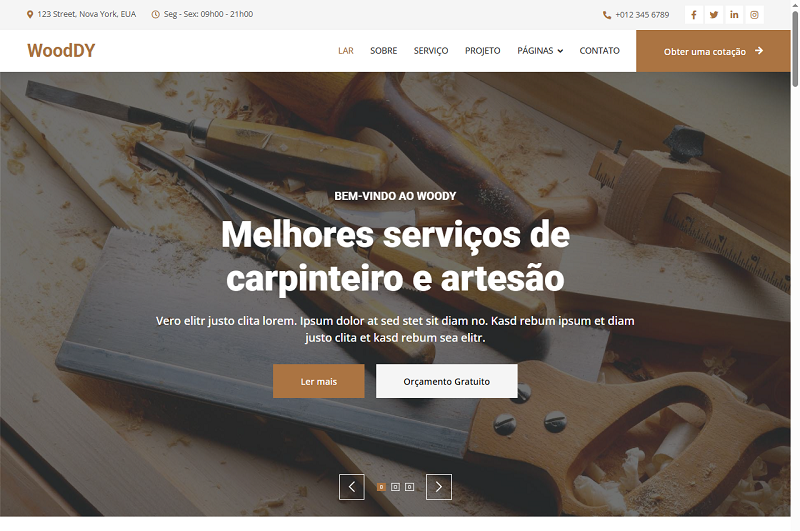 123 Street, Nova York, EUA
Seg - Sex: 09h00 - 21h00
+012 345 6789
WoodDY
LAR
SOBRE
SERVIÇO
PROJETO
PÁGINAS
CONTATO
Obter uma cotação
BEM-VINDO AO WOODY
Melhores serviços de
carpinteiro e artesão
Vero elitr justo clita lorem. Ipsum dolor at sed stet sit diam no. Kasd rebum ipsum et diam
justo clita et kasd rebum sea elitr.
Ler mais
Orçamento Gratuito